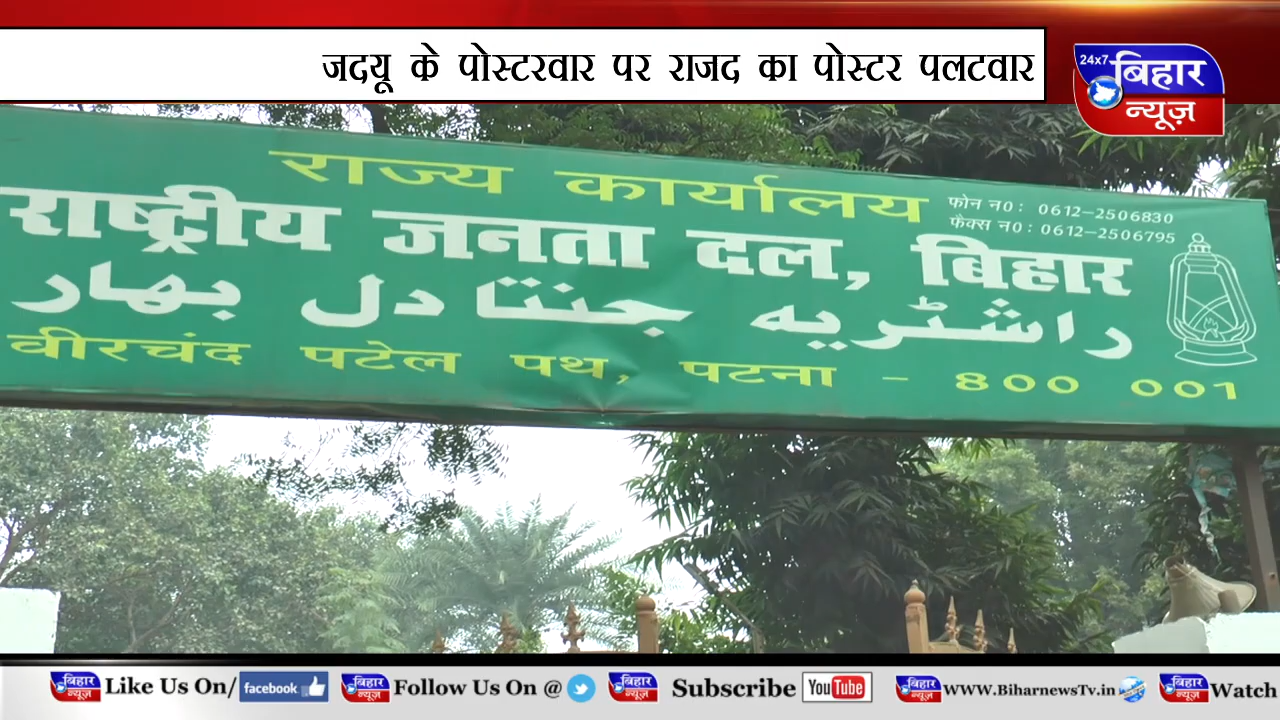 जदयू के पोस्टरवार पर राजद का पोस्टर पलटवार
24x7
बिहार
न्यूज़
राज्य कार्यालय
फोन न0 : 0612-2506830
फैक्स न0 : 0612-2506795
राष्ट्रीय जनता दल, बिहार
راشٹریہ جنتا دل بھار
वीरचंद पटेल पथ, पटना - 800 001
बिहार न्यूज़ Like Us On/ facebook बिहार न्यूज़ Follow Us On @ बिहार न्यूज़ Subscribe YouTube बिहार न्यूज़ www.BiharnewsTv.in बिहार न्यूज़ Watch